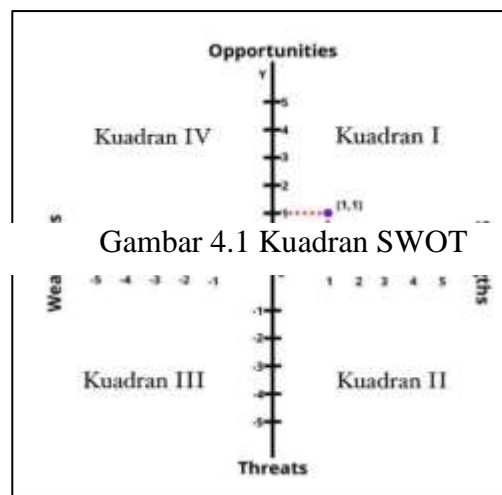 Opportunities
Y
5
4
Kuadran IV Kuadran I
3
2
1 (1,1)
Gambar 4.1 Kuadran SWOT
-5 -4 -3 -2 -1 1 2 3 4 5
-1
-2
-3
Kuadran III Kuadran II
-4
-5
Threats